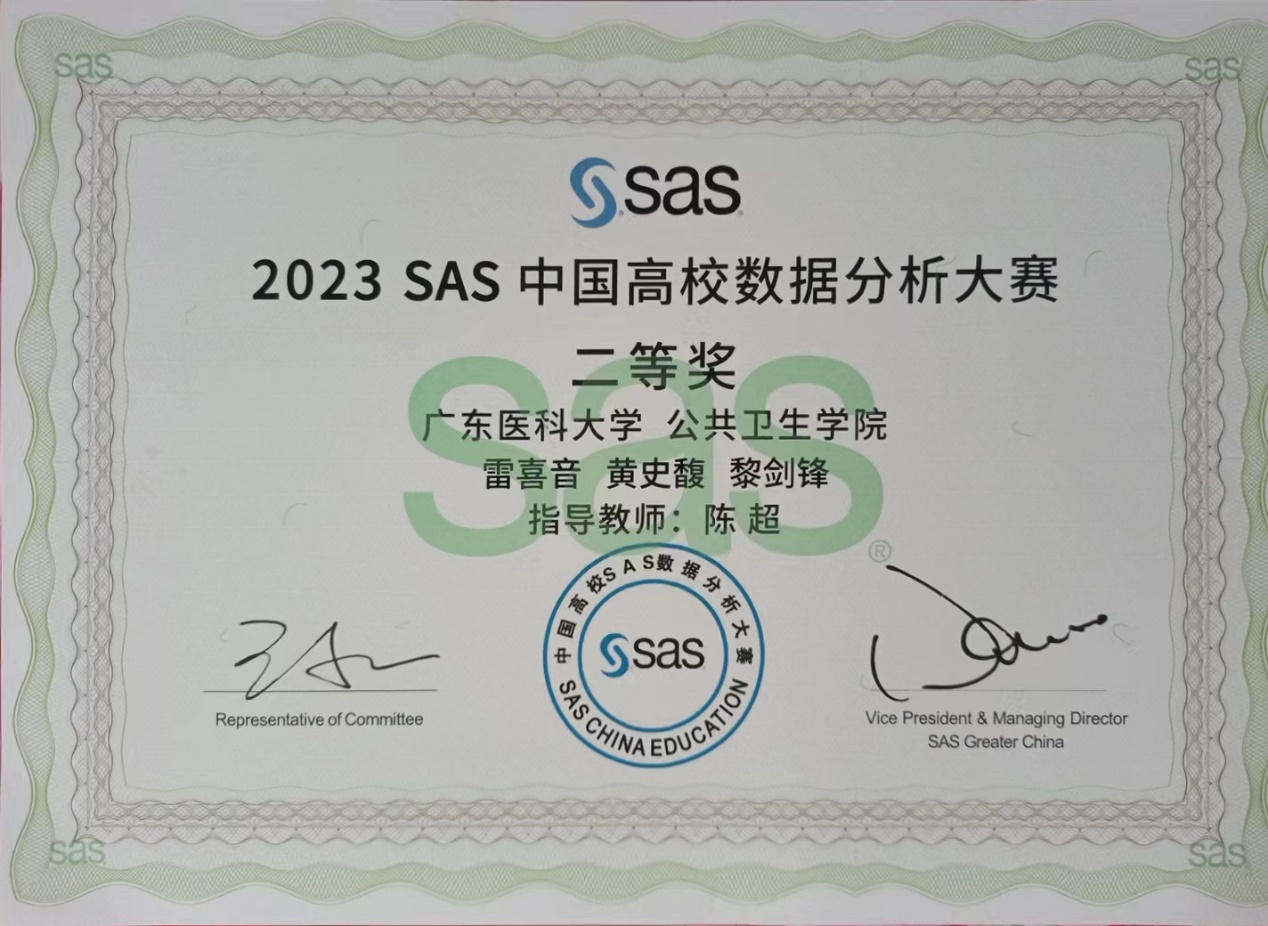 sas
sas
sas
2023 SAS 中国高校数据分析大赛
二等奖
sas
广东医科大学 公共卫生学院
雷喜音 黄史馥 黎剑锋
指导教师：陈 超
®
中国高校SAS数据分析大赛
sas
SAS CHINA EDUCATION
Representative of Committee
Vice President & Managing Director
SAS Greater China
sas
sas